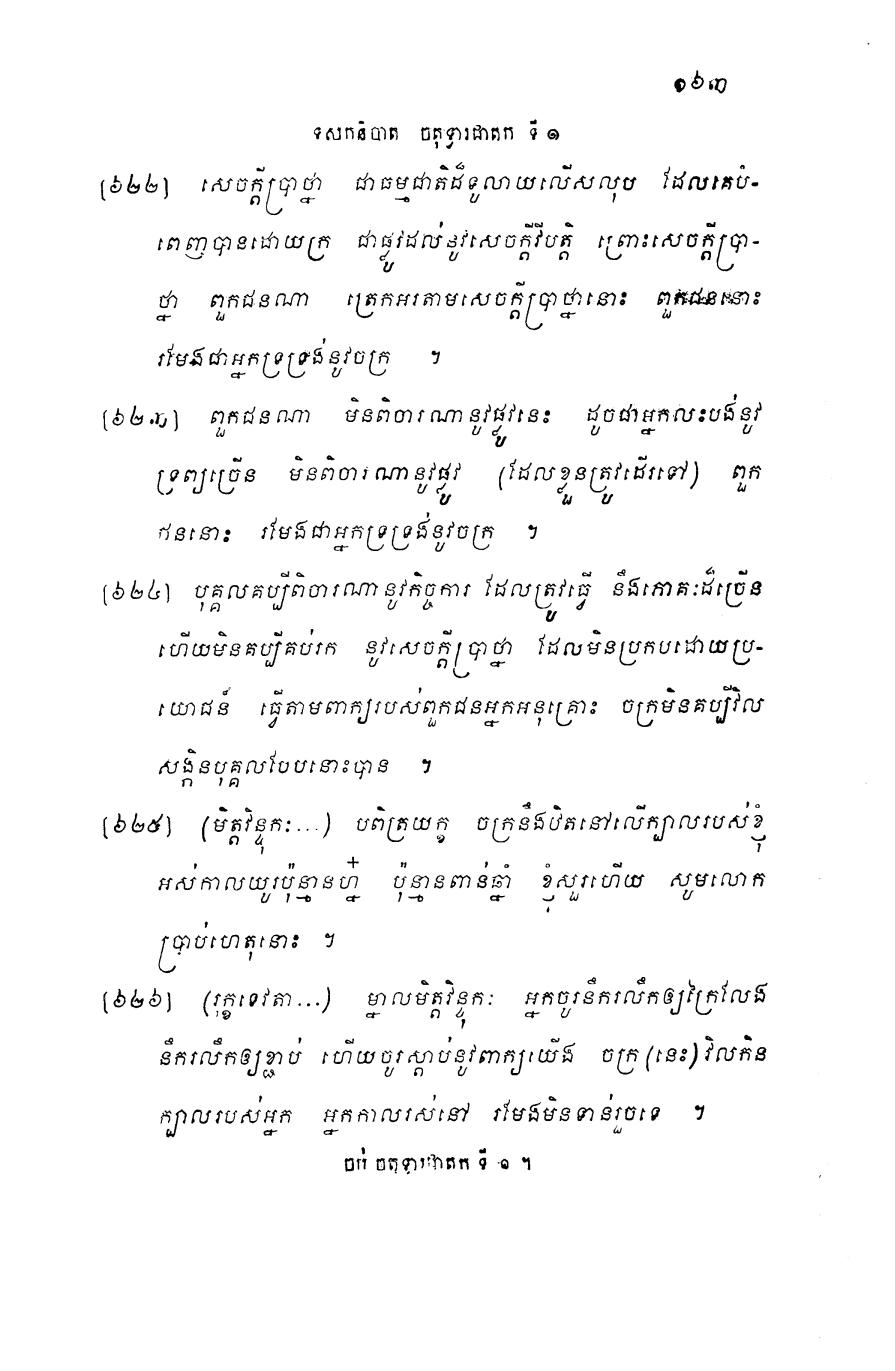 ១៦៣
ទសកនិបាត ចតុទ្វារជាតក ទី ១
(៦២២) សេចក្តីប្រាថ្នា ជាធម្មជាតិដ៏ទូលាយលើសលុប ដែលគេបំ-
ពេញបានដោយក្រ ជាផ្លូវដល់នូវសេចក្តីវិបត្តិ ព្រោះសេចក្តីប្រា-
ថ្នា ពួកជនណា ត្រេកអរតាមសេចក្តីប្រាថ្នានោះ ពួកជននោះ
រមែងជាអ្នកទ្រទ្រង់នូវចក្រ ។
(៦២៣) ពួកជនណា មិនពិចារណានូវផ្លូវនេះ ដូចជាអ្នកលះបង់នូវ
ទ្រព្យច្រើន មិនពិចារណានូវផ្លូវ (ដែលខ្លួនត្រូវដើរទៅ) ពួក
ជននោះ រមែងជាអ្នកទ្រទ្រង់នូវចក្រ ។
(៦២៤) បុគ្គលគប្បីពិចារណានូវកិច្ចការ ដែលត្រូវធ្វើ នឹងភោគៈដ៏ច្រើន
ហើយមិនគប្បីគប់រក នូវសេចក្តីប្រាថ្នា ដែលមិនប្រកបដោយប្រ-
យោជន៍ ធ្វើតាមពាក្យរបស់ពួកជនអ្នកអនុគ្រោះ ចក្រមិនគប្បីវិល
សង្កិនបុគ្គលបែបនោះបាន ។
(៦២៥) (មិត្តវិន្ទុកៈ...) បពិត្រយក្ខ ចក្រនឹងឋិតនៅលើក្បាលរបស់ខ្ញុំ
អស់កាលយូរប៉ុន្មានហ្ន៎ ប៉ុន្មានពាន់ឆ្នាំ ខ្ញុំសួរហើយ សូមលោក
ប្រាប់ហេតុនោះ ។
(៦២៦) (រុក្ខទេវតា...) ម្នាលមិត្តវិន្ទុកៈ អ្នកចូរនឹករលឹកឲ្យក្រៃលែង
នឹករលឹកឲ្យខ្ជាប់ ហើយចូរស្តាប់នូវពាក្យយើង ចក្រ (នេះ) វិលកិន
ក្បាលរបស់អ្នក អ្នកកាលរស់នៅ រមែងមិនទាន់រួចទេ ។
ចប់ ចតុទ្វារជាតក ទី ១ ។